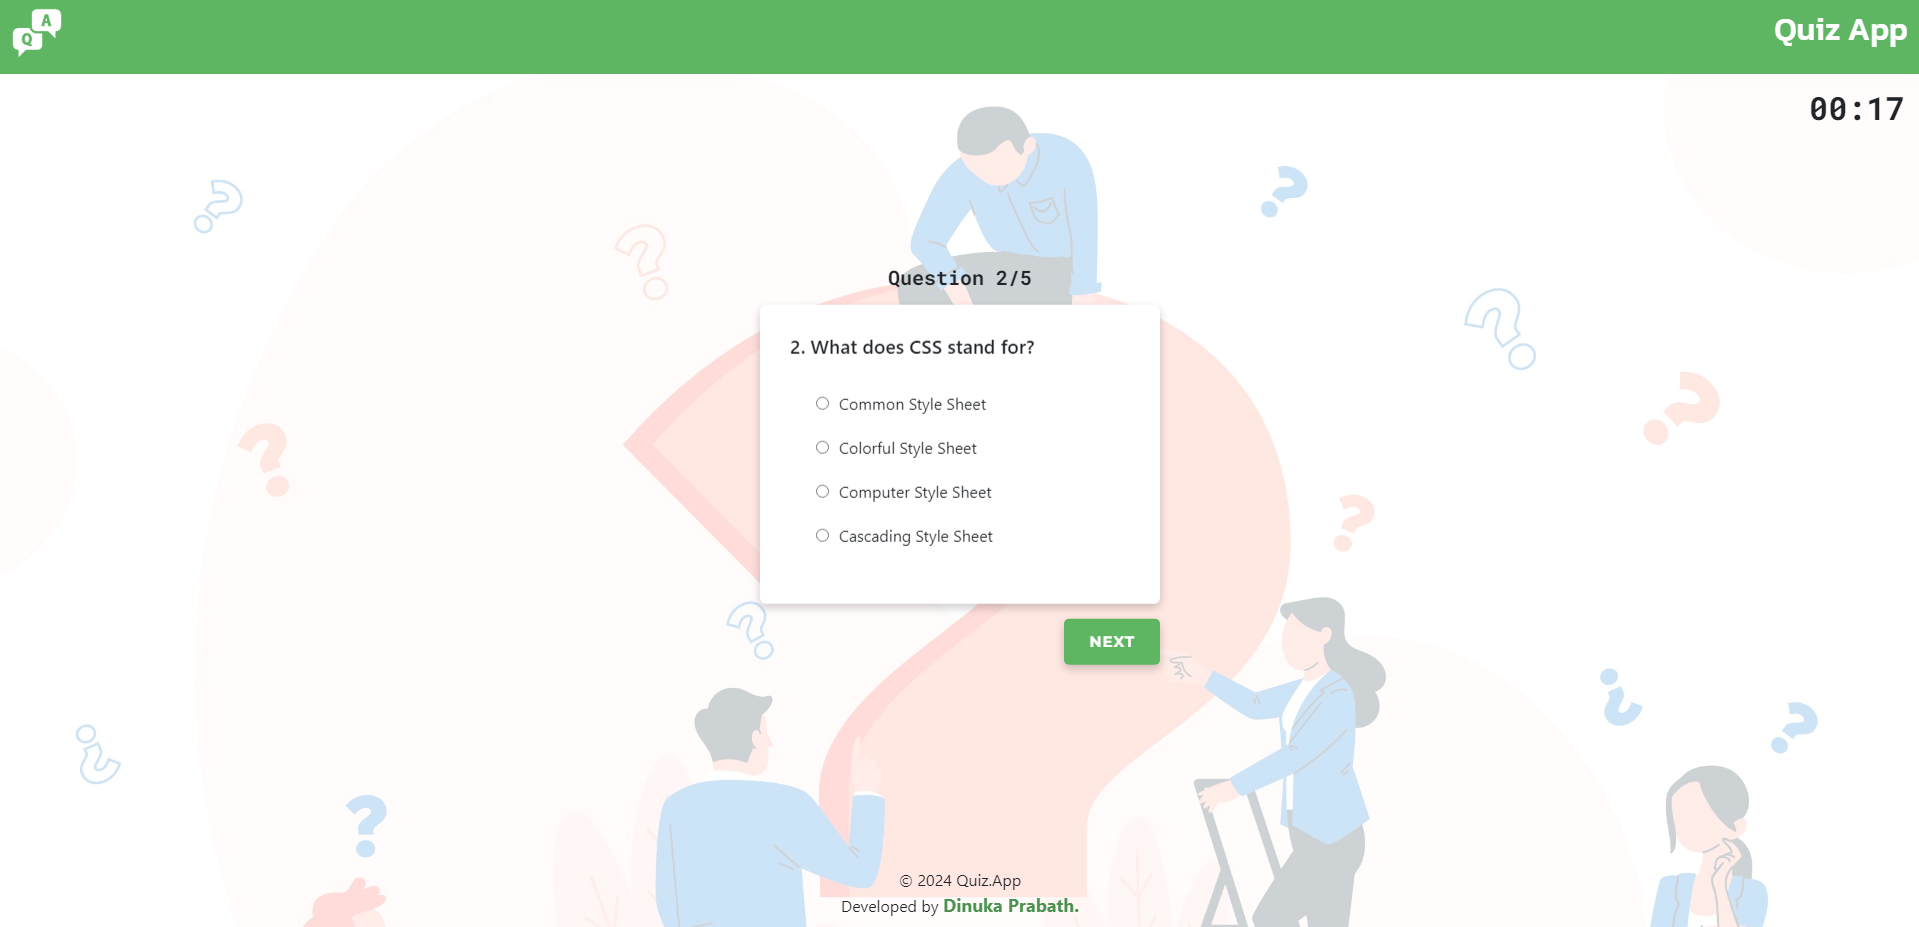 A
Q
Quiz App
00:17
Question 2/5
2. What does CSS stand for?
Common Style Sheet
Colorful Style Sheet
Computer Style Sheet
Cascading Style Sheet
NEXT
© 2024 Quiz.App
Developed by Dinuka Prabath.